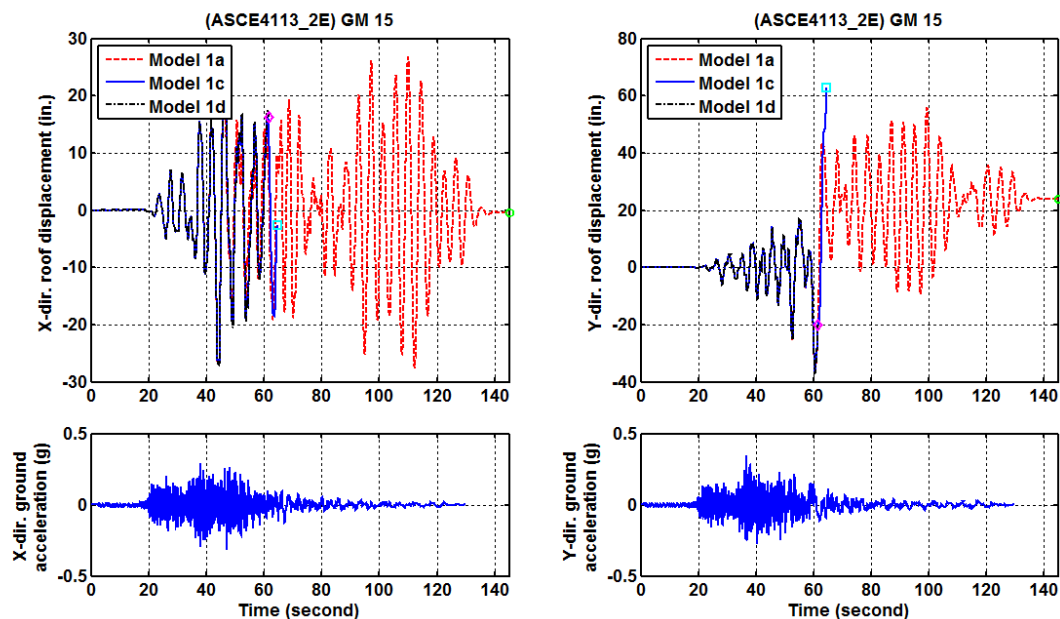 (ASCE4113_2E) GM 15
30
20
10
0
-10
-20
-30
X-dir. roof displacement (in.)
Model 1a
Model 1c
Model 1d
0 20 40 60 80 100 120 140
0.5
0
-0.5
X-dir. ground
acceleration (g)
0 20 40 60 80 100 120 140
Time (second)
(ASCE4113_2E) GM 15
80
60
40
20
0
-20
-40
Y-dir. roof displacement (in.)
Model 1a
Model 1c
Model 1d
0 20 40 60 80 100 120 140
0.5
0
-0.5
Y-dir. ground
acceleration (g)
0 20 40 60 80 100 120 140
Time (second)